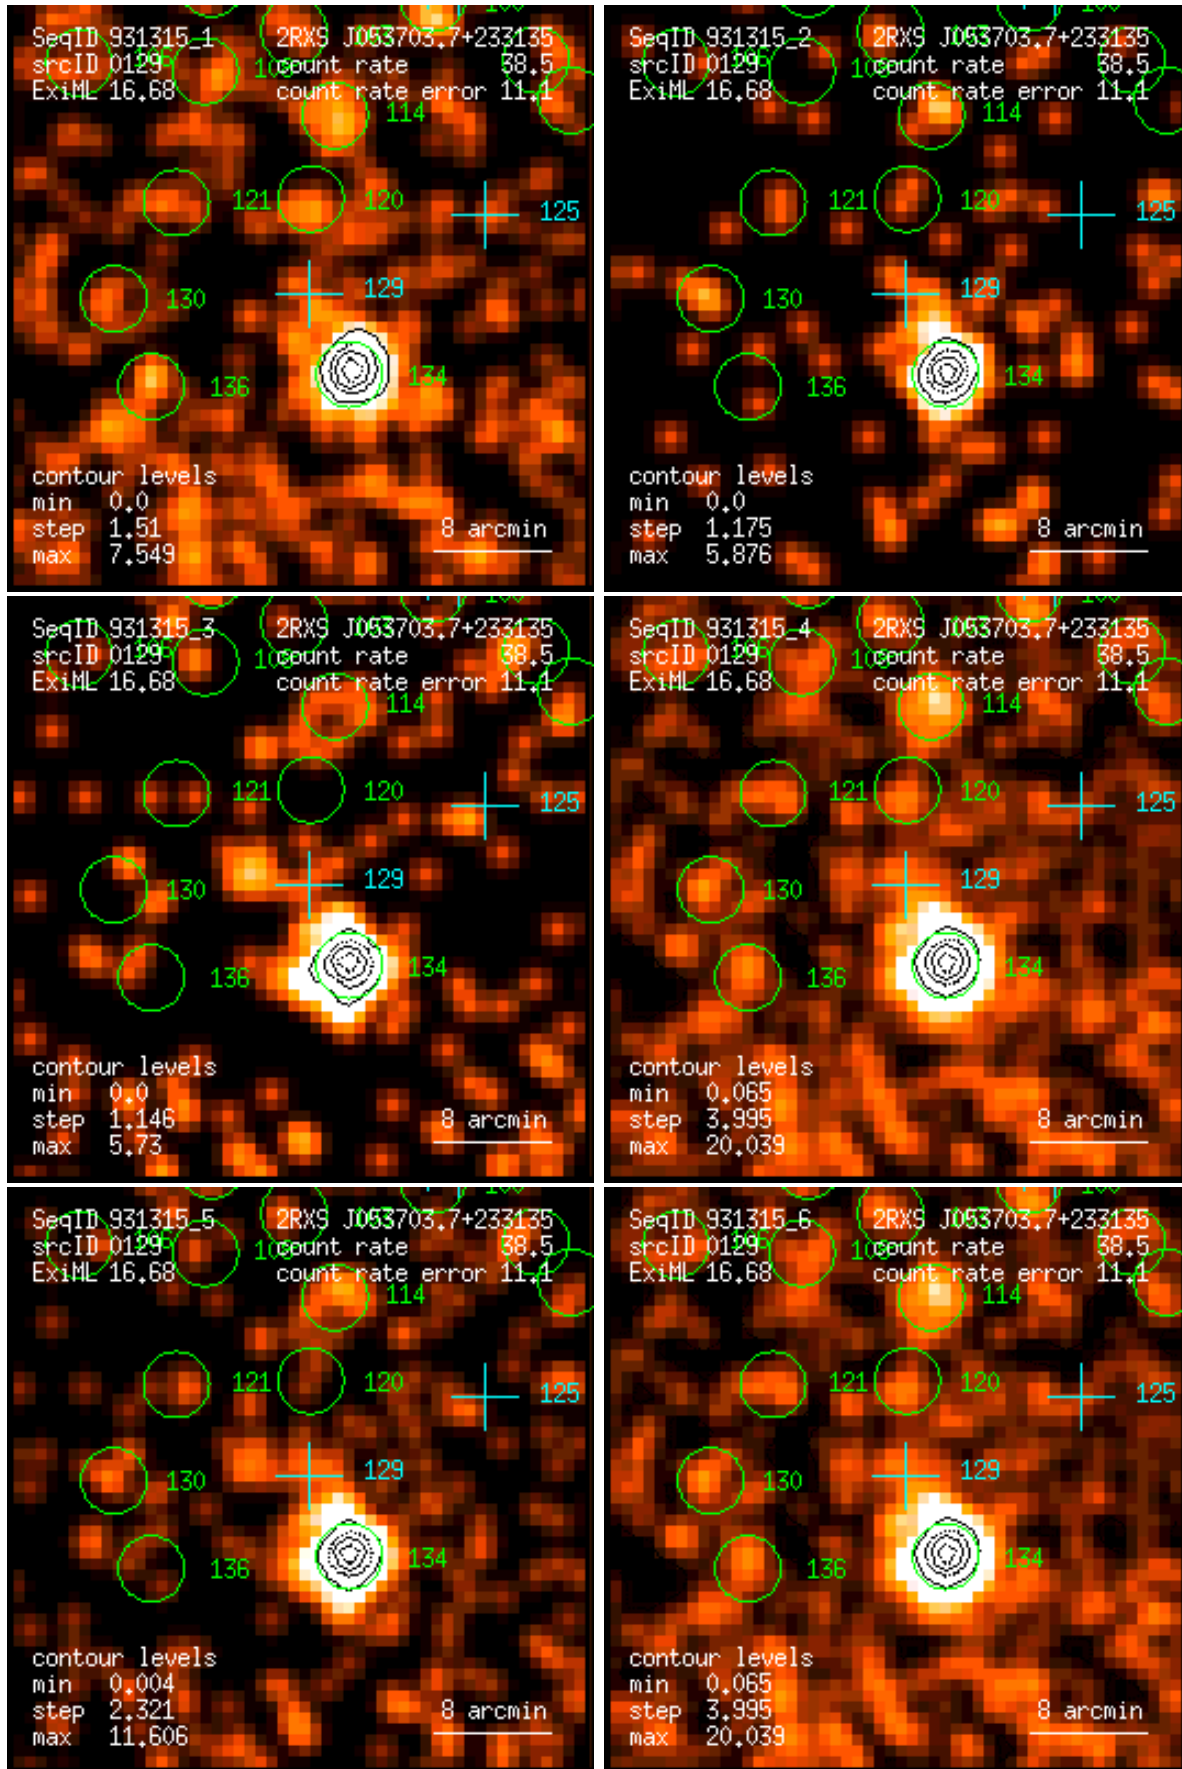 SeqID 931315_1 2RXS J053703.7+233135
srcID 0129 count rate 38.5
ExiML 16.68 count rate error 11.1
114
121 120 125
129
130
134
136
contour levels
min 0.0
step 1.51
max 7.549
8 arcmin
SeqID 931315_2 2RXS J053703.7+233135
srcID 0129 count rate 38.5
ExiML 16.68 count rate error 11.1
114
121 120 125
129
130
134
136
contour levels
min 0.0
step 1.175
max 5.876
8 arcmin
SeqID 931315_3 2RXS J053703.7+233135
srcID 0129 count rate 38.5
ExiML 16.68 count rate error 11.1
114
121 120 125
129
130
134
136
contour levels
min 0.0
step 1.146
max 5.73
8 arcmin
SeqID 931315_4 2RXS J053703.7+233135
srcID 0129 count rate 38.5
ExiML 16.68 count rate error 11.1
114
121 120 125
129
130
134
136
contour levels
min 0.065
step 3.995
max 20.039
8 arcmin
SeqID 931315_5 2RXS J053703.7+233135
srcID 0129 count rate 38.5
ExiML 16.68 count rate error 11.1
114
121 120 125
129
130
134
136
contour levels
min 0.004
step 2.321
max 11.606
8 arcmin
SeqID 931315_6 2RXS J053703.7+233135
srcID 0129 count rate 38.5
ExiML 16.68 count rate error 11.1
114
121 120 125
129
130
134
136
contour levels
min 0.065
step 3.995
max 20.039
8 arcmin